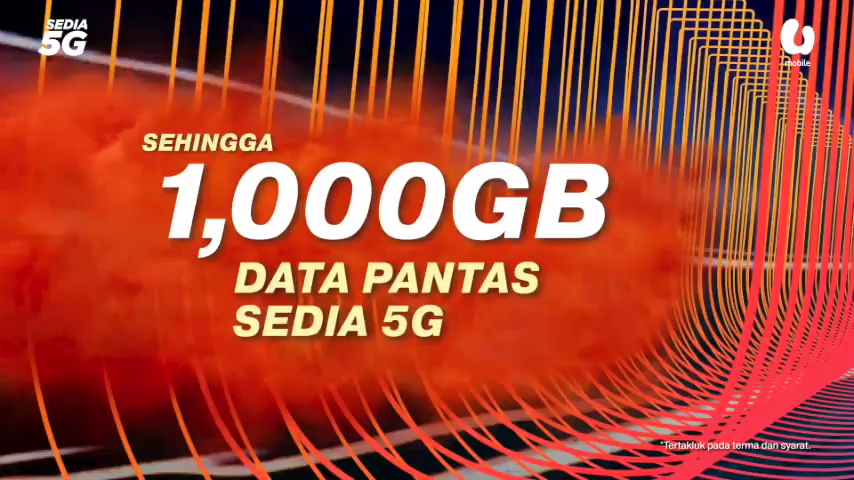 SEDIA
5G
mobile
SEHINGGA
1,000GB
DATA PANTAS
SEDIA 5G
*Tertakluk pada terma dan syarat.